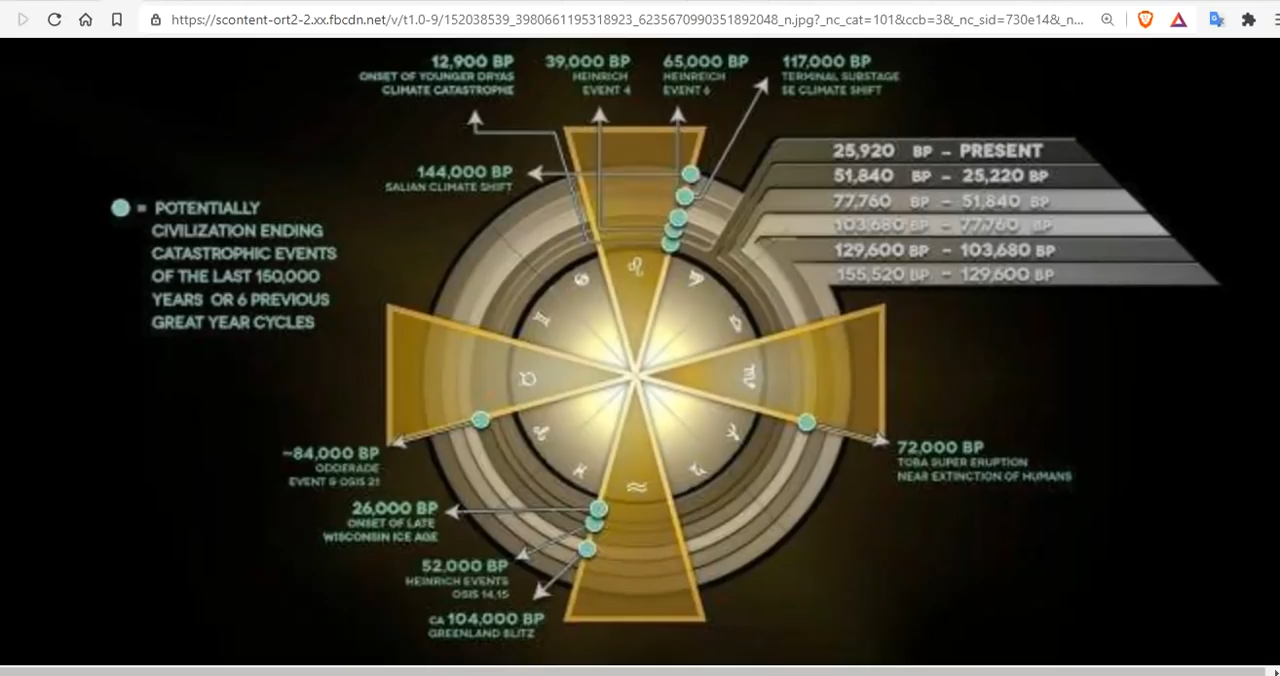 https://scontent-ort2-2.xx.fbcdn.net/v/t1.0-9/152038539_3980661195318923_6235670990351892048_n.jpg?_nc_cat=101&ccb=3&_nc_sid=730e14&_n...
12,900 BP
ONSET OF YOUNGER DRYAS
CLIMATE CATASTROPHE
39,000 BP
HEINRICH
EVENT 4
65,000 BP
HEINREICH
EVENT 6
117,000 BP
TERMINAL SUBSTAGE
5E CLIMATE SHIFT
144,000 BP
SALIAN CLIMATE SHIFT
25,920 BP – PRESENT
51,840 BP – 25,220 BP
77,760 BP – 51,840 BP
103,680 BP – 77,760 BP
129,600 BP – 103,680 BP
155,520 BP – 129,600 BP
= POTENTIALLY
CIVILIZATION ENDING
CATASTROPHIC EVENTS
OF THE LAST 150,000
YEARS OR 6 PREVIOUS
GREAT YEAR CYCLES
♌
♋
♍
♊
♎
♉
♏
♈
♐
♓
♑
♒
~84,000 BP
ODDERADE
EVENT & OSIS 21
72,000 BP
TOBA SUPER ERUPTION
NEAR EXTINCTION OF HUMANS
26,000 BP
ONSET OF LATE
WISCONSIN ICE AGE
52,000 BP
HEINRICH EVENTS
OSIS 14,15
CA 104,000 BP
GREENLAND BLITZ